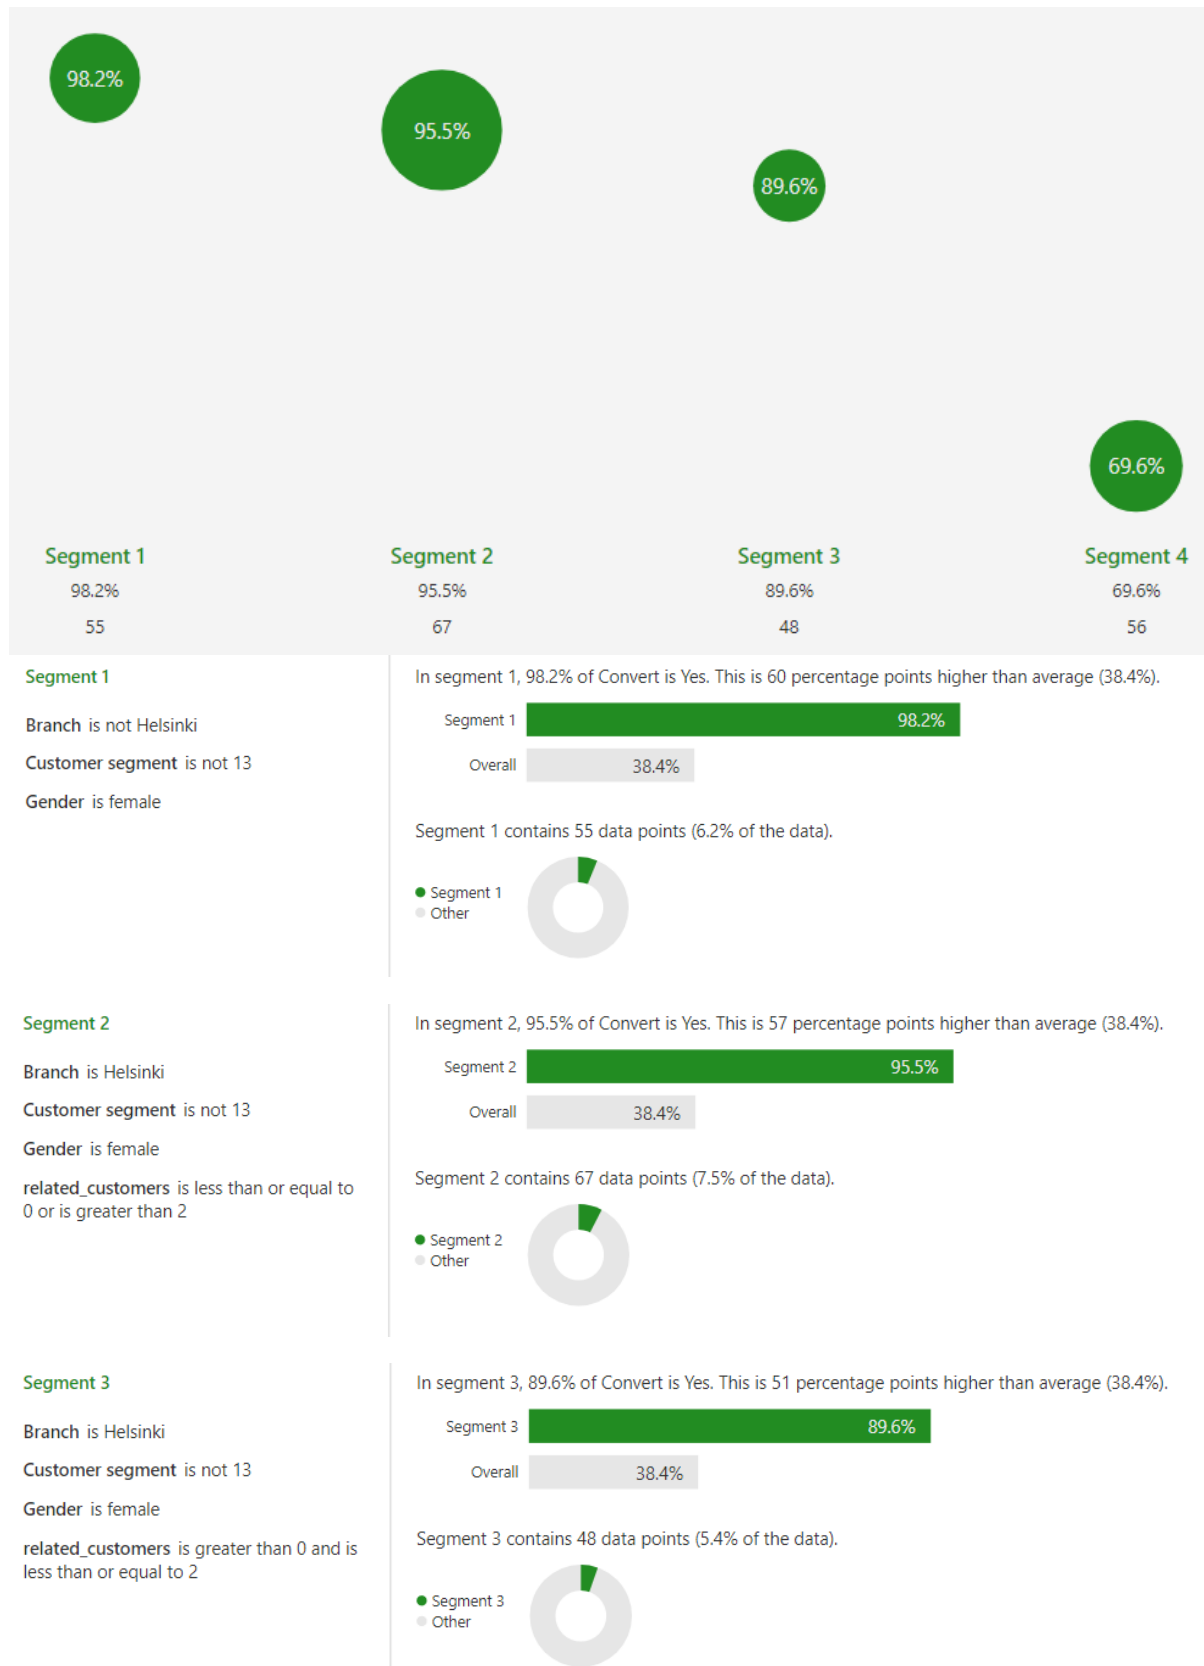 98.2%
95.5%
89.6%
69.6%
Segment 1 Segment 2 Segment 3 Segment 4
98.2% 95.5% 89.6% 69.6%
55 67 48 56
Segment 1
Branch is not Helsinki
Customer segment is not 13
Gender is female
In segment 1, 98.2% of Convert is Yes. This is 60 percentage points higher than average (38.4%).
Segment 1 98.2%
Overall 38.4%
Segment 1 contains 55 data points (6.2% of the data).
Segment 1
Other
Segment 2
Branch is Helsinki
Customer segment is not 13
Gender is female
related_customers is less than or equal to
0 or is greater than 2
In segment 2, 95.5% of Convert is Yes. This is 57 percentage points higher than average (38.4%).
Segment 2 95.5%
Overall 38.4%
Segment 2 contains 67 data points (7.5% of the data).
Segment 2
Other
Segment 3
Branch is Helsinki
Customer segment is not 13
Gender is female
related_customers is greater than 0 and is
less than or equal to 2
In segment 3, 89.6% of Convert is Yes. This is 51 percentage points higher than average (38.4%).
Segment 3 89.6%
Overall 38.4%
Segment 3 contains 48 data points (5.4% of the data).
Segment 3
Other